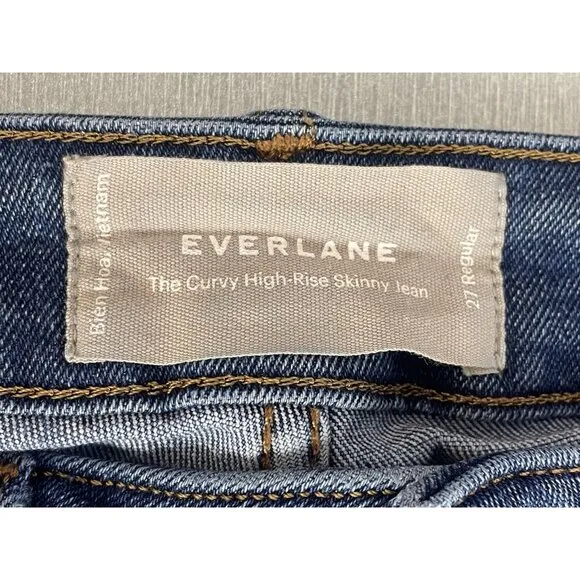 EVERLANE
The Curvy High-Rise Skinny Jean
Bien Hoa, Vietnam
27 Regular